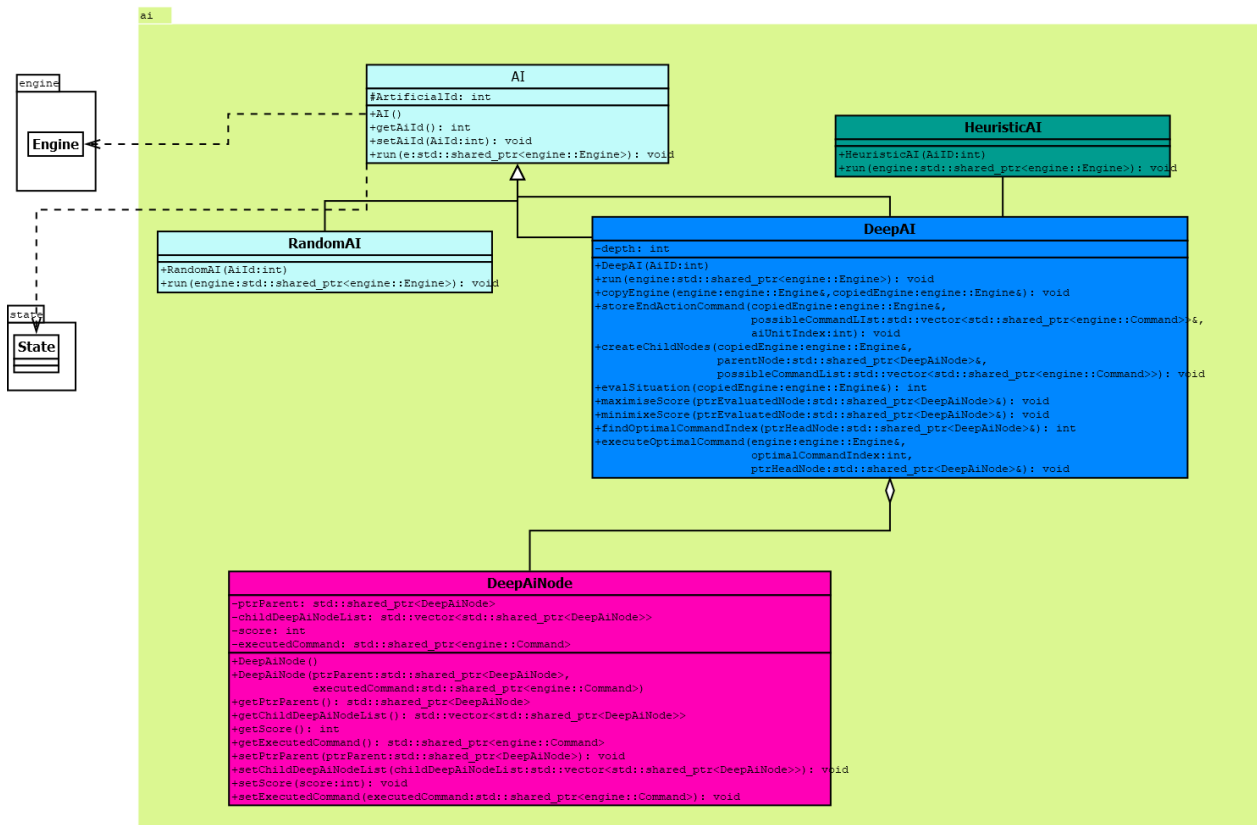 ai
engine
Engine
state
State
AI
#ArtificialId: int
+AI()
+getAiId(): int
+setAiId(AiId:int): void
+run(e:std::shared_ptr<engine::Engine>): void
HeuristicAI
+HeuristicAI(AiID:int)
+run(engine:std::shared_ptr<engine::Engine>): void
RandomAI
+RandomAI(AiId:int)
+run(engine:std::shared_ptr<engine::Engine>): void
DeepAI
-depth: int
+DeepAI(AiID:int)
+run(engine:std::shared_ptr<engine::Engine>): void
+copyEngine(engine:engine::Engine&,copiedEngine:engine::Engine&): void
+storeEndActionCommand(copiedEngine:engine::Engine&,
possibleCommandLIst:std::vector<std::shared_ptr<engine::Command>>&,
aiUnitIndex:int): void
+createChildNodes(copiedEngine:engine::Engine&,
parentNode:std::shared_ptr<DeepAiNode>&,
possibleCommandList:std::vector<std::shared_ptr<engine::Command>>): void
+evalSituation(copiedEngine:engine::Engine&): int
+maximiseScore(ptrEvaluatedNode:std::shared_ptr<DeepAiNode>&): void
+minimixeScore(ptrEvaluatedNode:std::shared_ptr<DeepAiNode>&): void
+findOptimalCommandIndex(ptrHeadNode:std::shared_ptr<DeepAiNode>&): int
+executeOptimalCommand(engine:engine::Engine&,
optimalCommandIndex:int,
ptrHeadNode:std::shared_ptr<DeepAiNode>&): void
DeepAiNode
-ptrParent: std::shared_ptr<DeepAiNode>
-childDeepAiNodeList: std::vector<std::shared_ptr<DeepAiNode>>
-score: int
-executedCommand: std::shared_ptr<engine::Command>
+DeepAiNode()
+DeepAiNode(ptrParent:std::shared_ptr<DeepAiNode>,
executedCommand:std::shared_ptr<engine::Command>)
+getPtrParent(): std::shared_ptr<DeepAiNode>
+getChildDeepAiNodeList(): std::vector<std::shared_ptr<DeepAiNode>>
+getScore(): int
+getExecutedCommand(): std::shared_ptr<engine::Command>
+setPtrParent(ptrParent:std::shared_ptr<DeepAiNode>): void
+setChildDeepAiNodeList(childDeepAiNodeList:std::vector<std::shared_ptr<DeepAiNode>>): void
+setScore(score:int): void
+setExecutedCommand(executedCommand:std::shared_ptr<engine::Command>): void